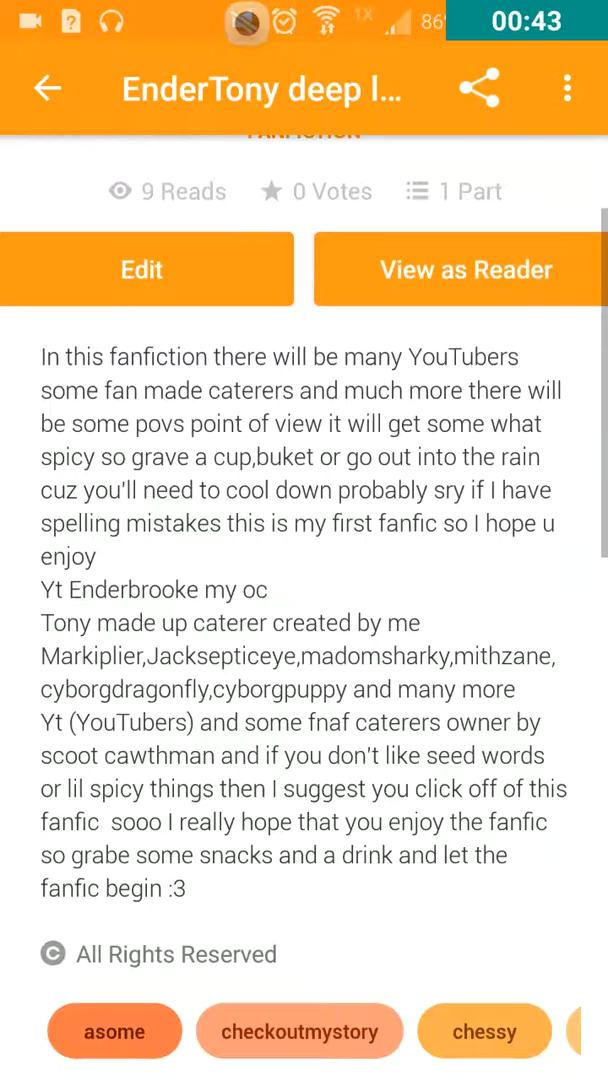 1X 86 00:43
EnderTony deep l...
9 Reads 0 Votes 1 Part
Edit View as Reader
In this fanfiction there will be many YouTubers
some fan made caterers and much more there will
be some povs point of view it will get some what
spicy so grave a cup,buket or go out into the rain
cuz you'll need to cool down probably sry if I have
spelling mistakes this is my first fanfic so I hope u
enjoy
Yt Enderbrooke my oc
Tony made up caterer created by me
Markiplier,Jacksepticeye,madomsharky,mithzane,
cyborgdragonfly,cyborgpuppy and many more
Yt (YouTubers) and some fnaf caterers owner by
scoot cawthman and if you don't like seed words
or lil spicy things then I suggest you click off of this
fanfic sooo I really hope that you enjoy the fanfic
so grabe some snacks and a drink and let the
fanfic begin :3
© All Rights Reserved
asome checkoutmystory chessy